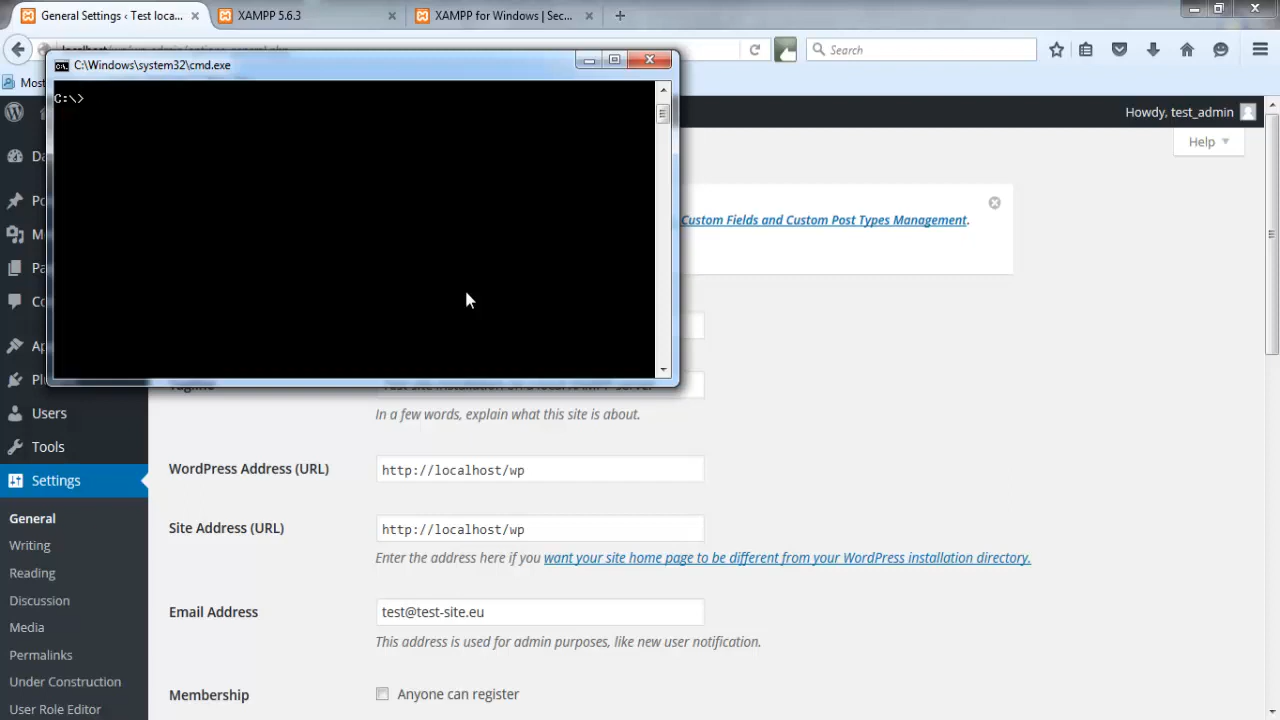 General Settings ‹ Test loca...
XAMPP 5.6.3
XAMPP for Windows | Sec...
Search
Most
C:\Windows\system32\cmd.exe
C:\>
Howdy, test_admin
Help
Custom Fields and Custom Post Types Management.
Users
Tools
Settings
General
Writing
Reading
Discussion
Media
Permalinks
Under Construction
User Role Editor
Tagline
In a few words, explain what this site is about.
WordPress Address (URL)
http://localhost/wp
Site Address (URL)
http://localhost/wp
Enter the address here if you want your site home page to be different from your WordPress installation directory.
Email Address
test@test-site.eu
This address is used for admin purposes, like new user notification.
Membership
Anyone can register